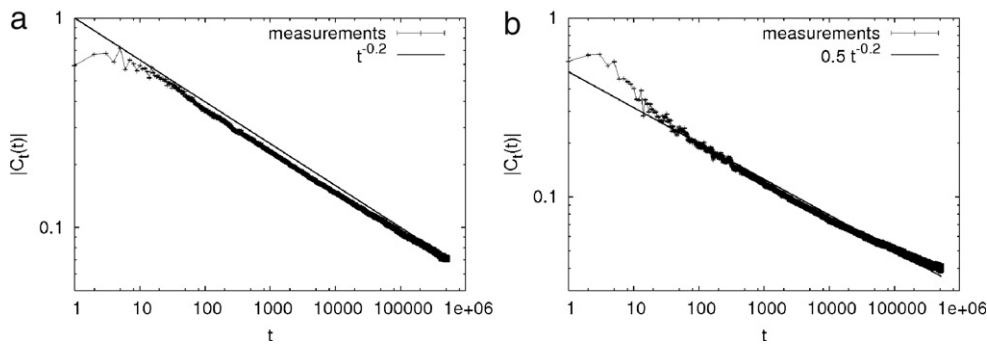 a
measurements
t^-0.2
1
0.1
|C_t(t)|
1 10 100 1000 10000 100000 1e+06
t
b
measurements
0.5 t^-0.2
1
0.1
|C_t(t)|
1 10 100 1000 10000 100000 1e+06
t